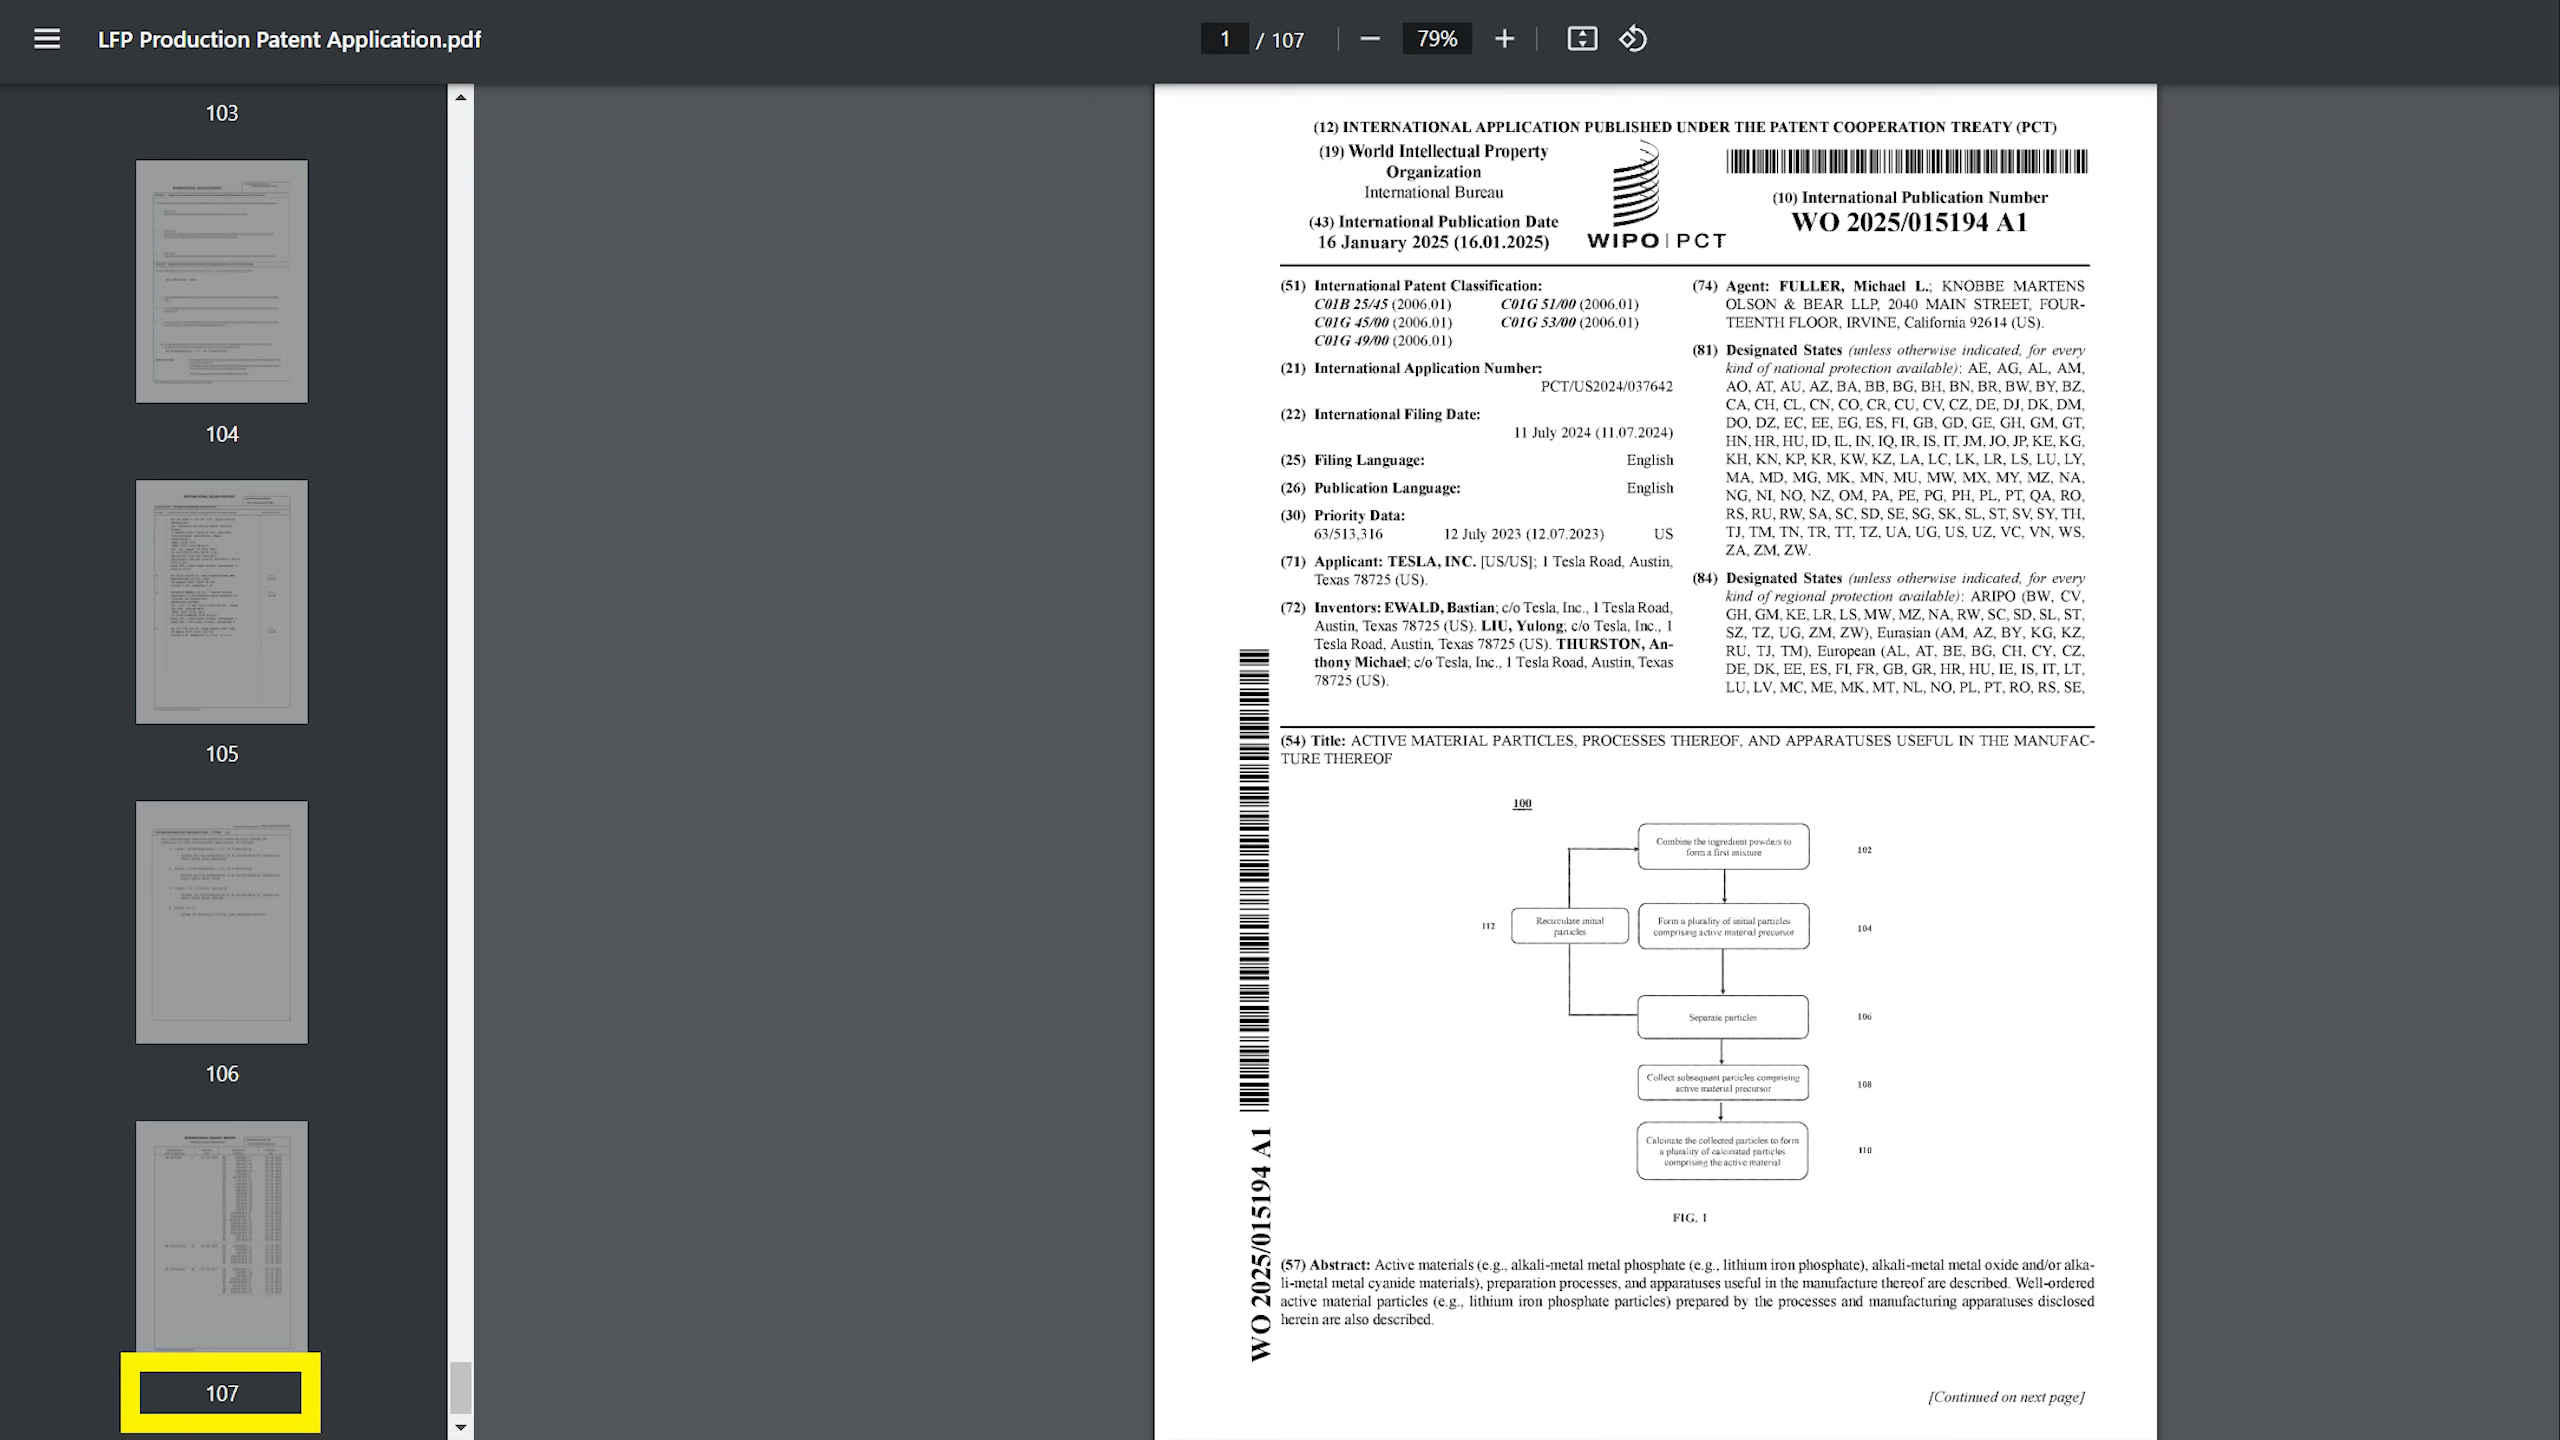 LFP Production Patent Application.pdf
1 / 107
79%
103
104
105
106
107
(12) INTERNATIONAL APPLICATION PUBLISHED UNDER THE PATENT COOPERATION TREATY (PCT)
(19) World Intellectual Property
Organization
International Bureau
(43) International Publication Date
16 January 2025 (16.01.2025)
WIPO | PCT
(10) International Publication Number
WO 2025/015194 A1
(51) International Patent Classification:
C01B 25/45 (2006.01) C01G 51/00 (2006.01)
C01G 45/00 (2006.01) C01G 53/00 (2006.01)
C01G 49/00 (2006.01)
(21) International Application Number:
PCT/US2024/037642
(22) International Filing Date:
11 July 2024 (11.07.2024)
(25) Filing Language: English
(26) Publication Language: English
(30) Priority Data:
63/513,316 12 July 2023 (12.07.2023) US
(71) Applicant: TESLA, INC. [US/US]; 1 Tesla Road, Austin,
Texas 78725 (US).
(72) Inventors: EWALD, Bastian; c/o Tesla, Inc., 1 Tesla Road,
Austin, Texas 78725 (US). LIU, Yulong; c/o Tesla, Inc., 1
Tesla Road, Austin, Texas 78725 (US). THURSTON, An-
thony Michael; c/o Tesla, Inc., 1 Tesla Road, Austin, Texas
78725 (US).
(74) Agent: FULLER, Michael L.; KNOBBE MARTENS
OLSON & BEAR LLP, 2040 MAIN STREET, FOUR-
TEENTH FLOOR, IRVINE, California 92614 (US).
(81) Designated States (unless otherwise indicated, for every
kind of national protection available): AE, AG, AL, AM,
AO, AT, AU, AZ, BA, BB, BG, BH, BN, BR, BW, BY, BZ,
CA, CH, CL, CN, CO, CR, CU, CV, CZ, DE, DJ, DK, DM,
DO, DZ, EC, EE, EG, ES, FI, GB, GD, GE, GH, GM, GT,
HN, HR, HU, ID, IL, IN, IQ, IR, IS, IT, JM, JO, JP, KE, KG,
KH, KN, KP, KR, KW, KZ, LA, LC, LK, LR, LS, LU, LY,
MA, MD, MG, MK, MN, MU, MW, MX, MY, MZ, NA,
NG, NI, NO, NZ, OM, PA, PE, PG, PH, PL, PT, QA, RO,
RS, RU, RW, SA, SC, SD, SE, SG, SK, SL, ST, SV, SY, TH,
TJ, TM, TN, TR, TT, TZ, UA, UG, US, UZ, VC, VN, WS,
ZA, ZM, ZW.
(84) Designated States (unless otherwise indicated, for every
kind of regional protection available): ARIPO (BW, CV,
GH, GM, KE, LR, LS, MW, MZ, NA, RW, SC, SD, SL, ST,
SZ, TZ, UG, ZM, ZW), Eurasian (AM, AZ, BY, KG, KZ,
RU, TJ, TM), European (AL, AT, BE, BG, CH, CY, CZ,
DE, DK, EE, ES, FI, FR, GB, GR, HR, HU, IE, IS, IT, LT,
LU, LV, MC, ME, MK, MT, NL, NO, PL, PT, RO, RS, SE,
(54) Title: ACTIVE MATERIAL PARTICLES, PROCESSES THEREOF, AND APPARATUSES USEFUL IN THE MANUFAC-
TURE THEREOF
100
Combine the ingredient powders to
form a first mixture
102
112
Recirculate initial
particles
Form a plurality of initial particles
comprising active material precursor
104
Separate particles
106
Collect subsequent particles comprising
active material precursor
108
Calcinate the collected particles to form
a plurality of calcinated particles
comprising the active material
110
FIG. 1
(57) Abstract: Active materials (e.g., alkali-metal metal phosphate (e.g., lithium iron phosphate), alkali-metal metal oxide and/or alka-
li-metal metal cyanide materials), preparation processes, and apparatuses useful in the manufacture thereof are described. Well-ordered
active material particles (e.g., lithium iron phosphate particles) prepared by the processes and manufacturing apparatuses disclosed
herein are also described.
WO 2025/015194 A1
[Continued on next page]